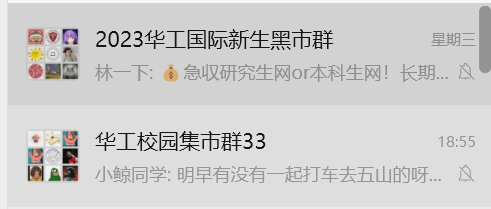 2023华工国际新生黑市群
星期三
林一下: 💰急収研究生网or本科生网！长期...
华工校园集市群33
18:55
小鲸同学: 明早有没有一起打车去五山的呀...